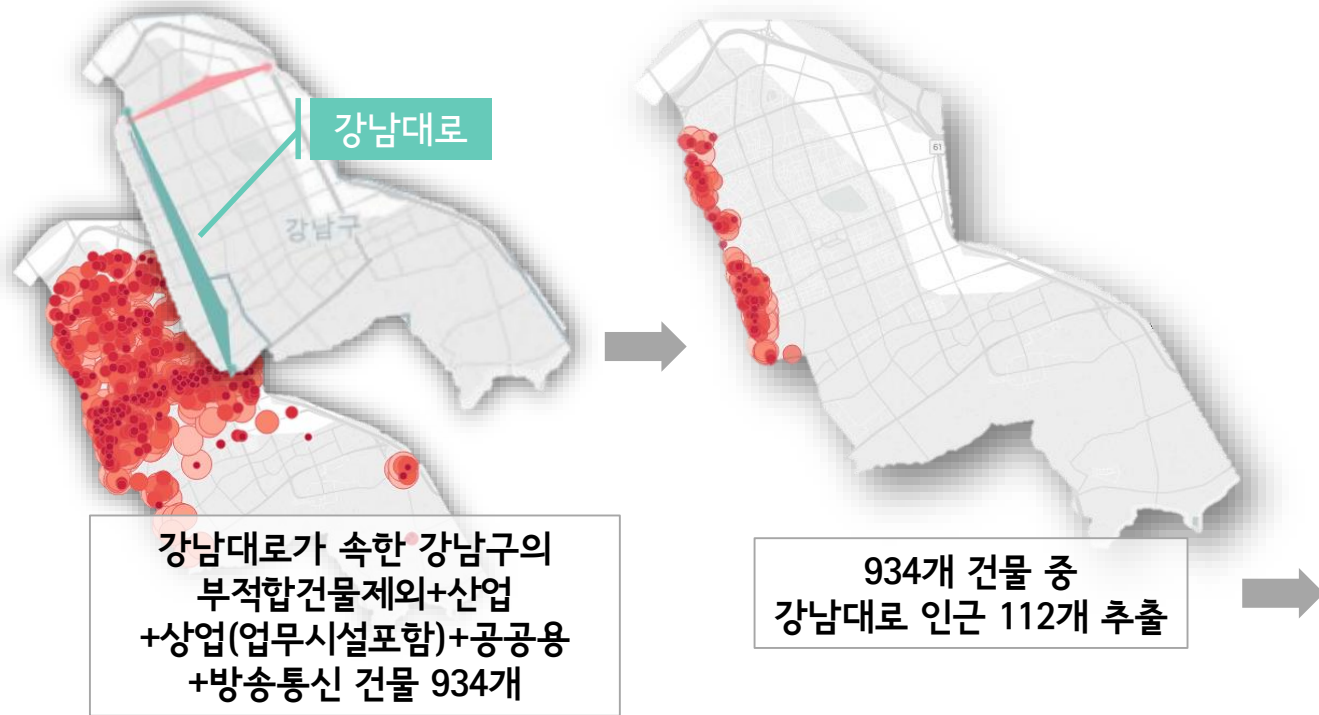 강남대로
강남구
61
강남대로가 속한 강남구의
부적합건물제외+산업
+상업(업무시설포함)+공공용
+방송통신 건물 934개
934개 건물 중
강남대로 인근 112개 추출